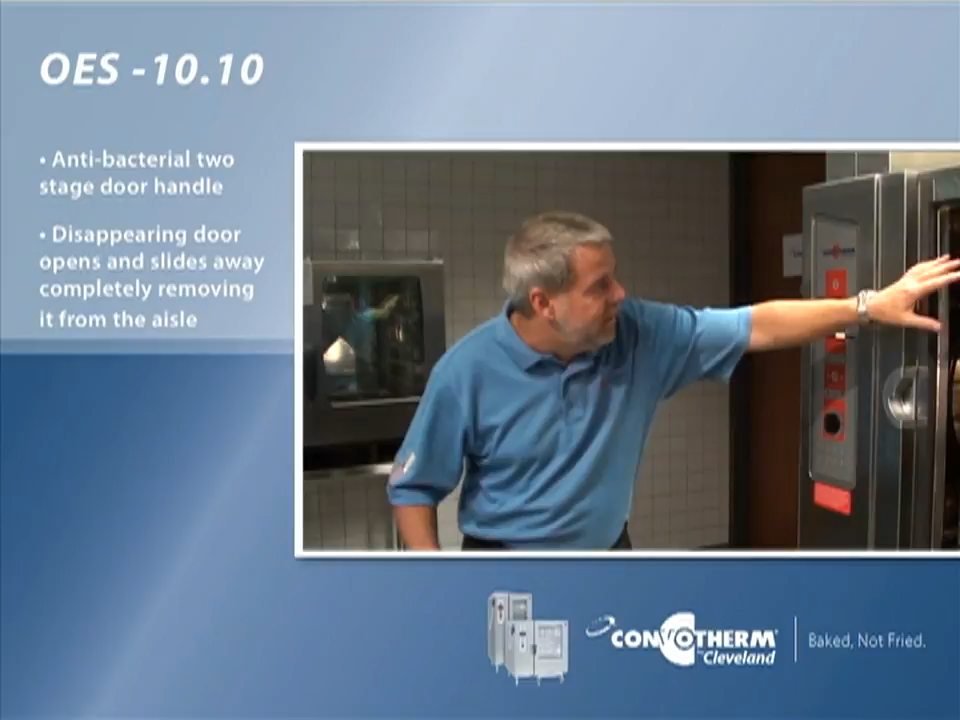 OES -10.10
• Anti-bacterial two
stage door handle
• Disappearing door
opens and slides away
completely removing
it from the aisle
CONVOTHERM®
by Cleveland
Baked, Not Fried.